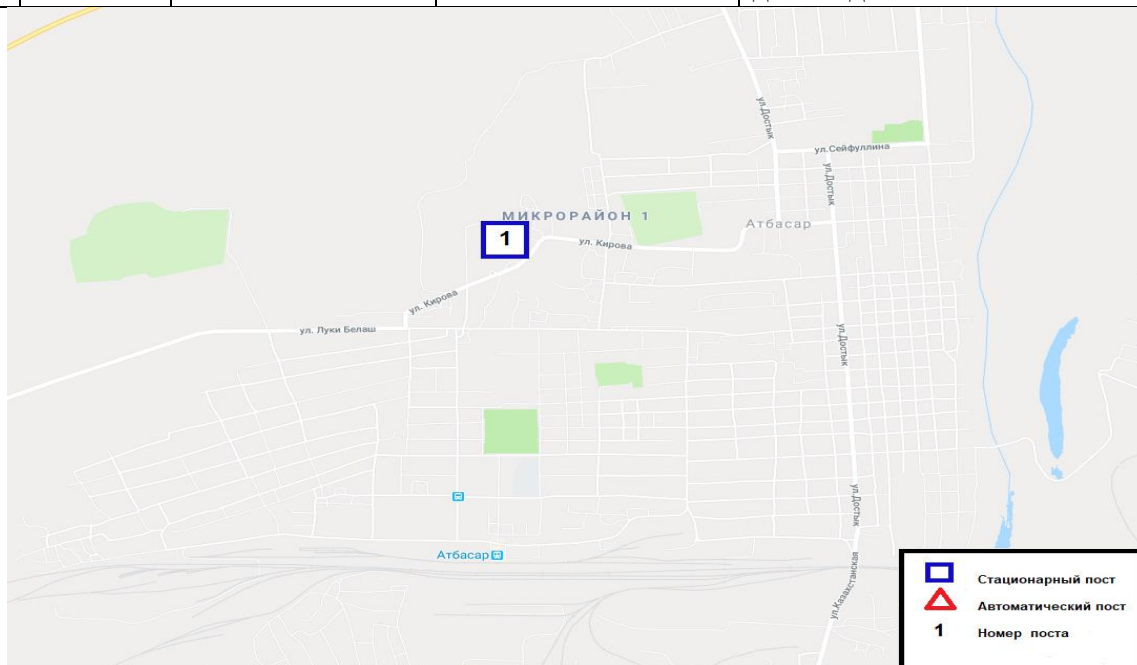 ул.Достык
ул.Сейфуллина
ул.Достык
МИКРОРАЙОН 1
Атбасар
1
ул. Кирова
ул. Кирова
ул. Луки Белаш
ул.Достык
ул.Достык
Атбасар
ул.Казахстанская
Стационарный пост
Автоматический пост
1 Номер поста